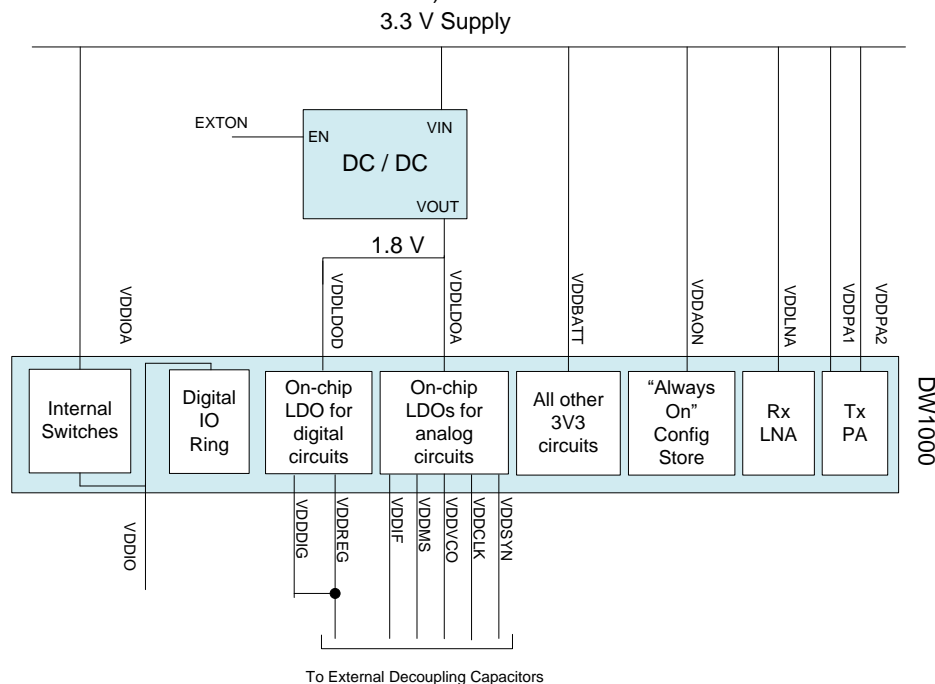 3.3 V Supply
EXTON
EN
VIN
DC / DC
VOUT
1.8 V
VDDIOA
VDDLDOD
VDDLDOA
VDDBATT
VDDAON
VDDLNA
VDDPA1
VDDPA2
Internal
Switches
Digital
IO
Ring
On-chip
LDO for
digital
circuits
On-chip
LDOs for
analog
circuits
All other
3V3
circuits
“Always
On”
Config
Store
Rx
LNA
Tx
PA
DW1000
VDDIO
VDDDIG
VDDREG
VDDIF
VDDMS
VDDVCO
VDDCLK
VDDSYN
To External Decoupling Capacitors